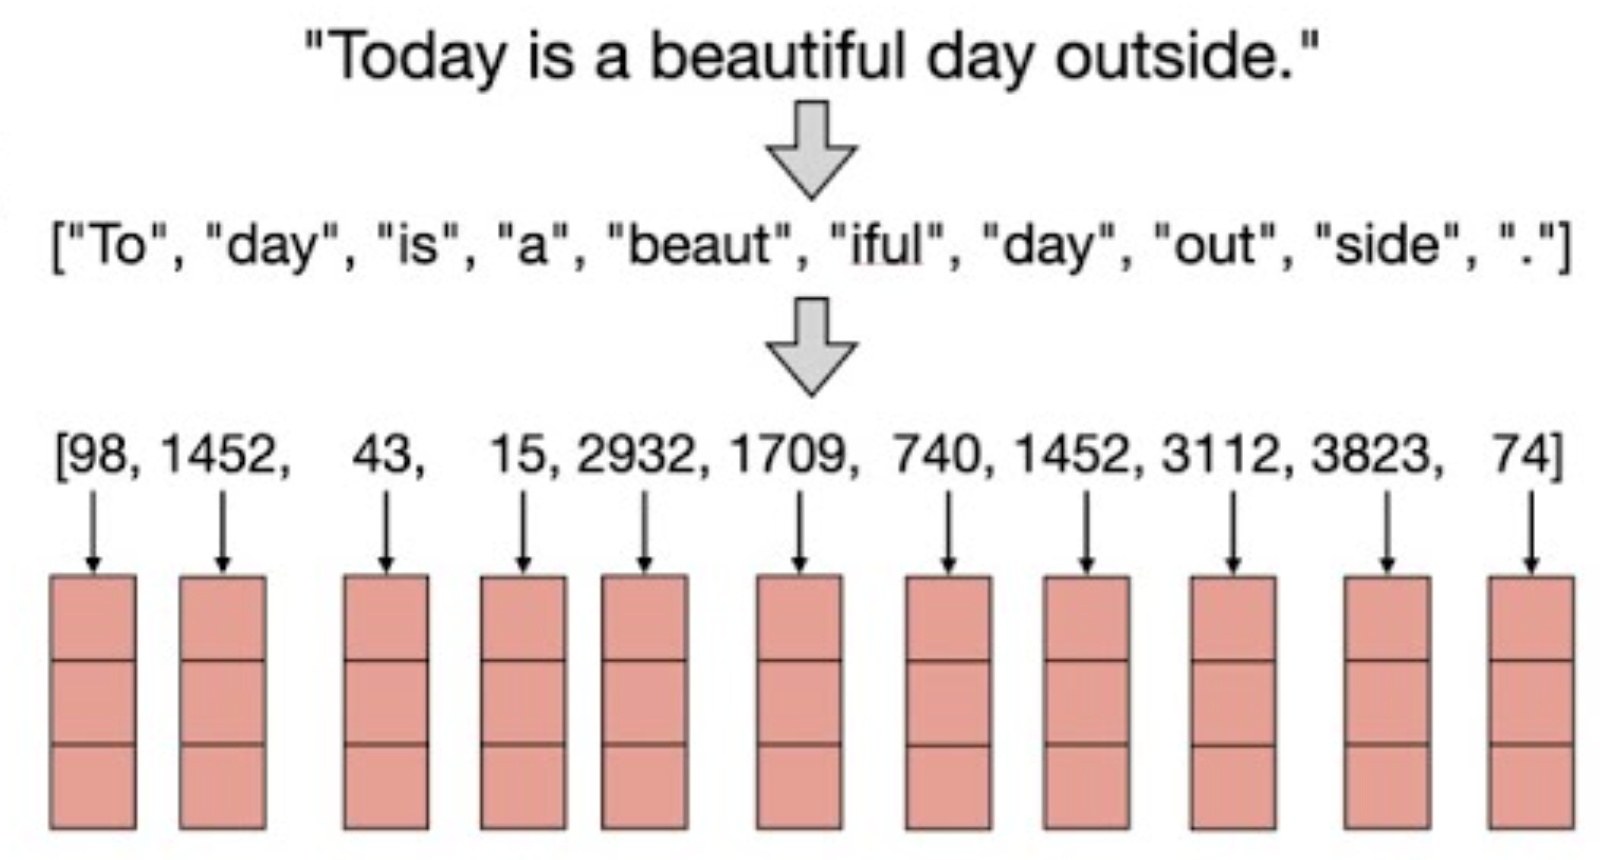 "Today is a beautiful day outside."
["To", "day", "is", "a", "beaut", "iful", "day", "out", "side", "."]
[98, 1452, 43, 15, 2932, 1709, 740, 1452, 3112, 3823, 74]